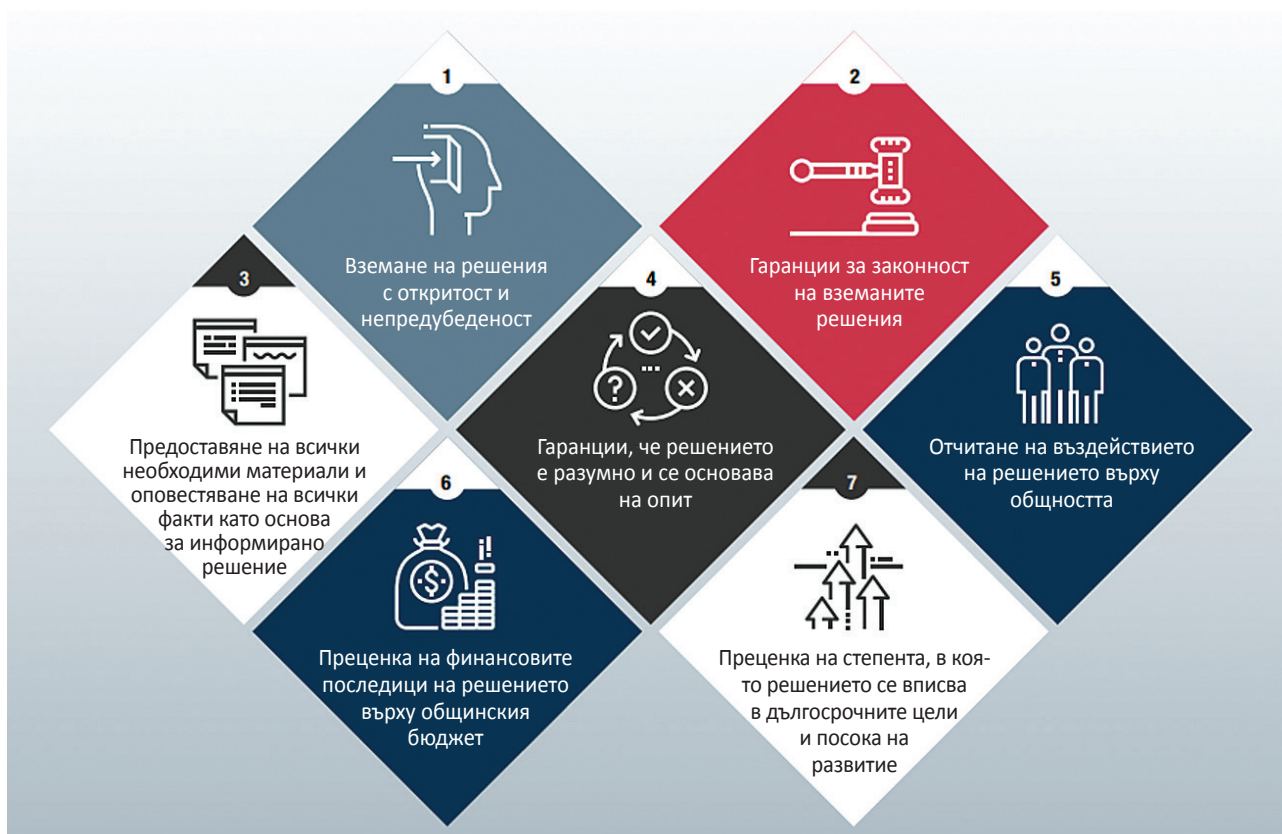 1
Вземане на решения
с откритост и
непредубеденост
2
Гаранции за законност
на вземаните
решения
3
Предоставяне на всички
необходими материали и
оповестяване на всички
факти като основа
за информирано
решение
4
Гаранции, че решението
е разумно и се основава
на опит
5
Отчитане на въздействието
на решението върху
общността
6
Преценка на финансовите
последици на решението
върху общинския
бюджет
7
Преценка на степента, в коя-
то решението се вписва
в дългосрочните цели
и посока на
развитие